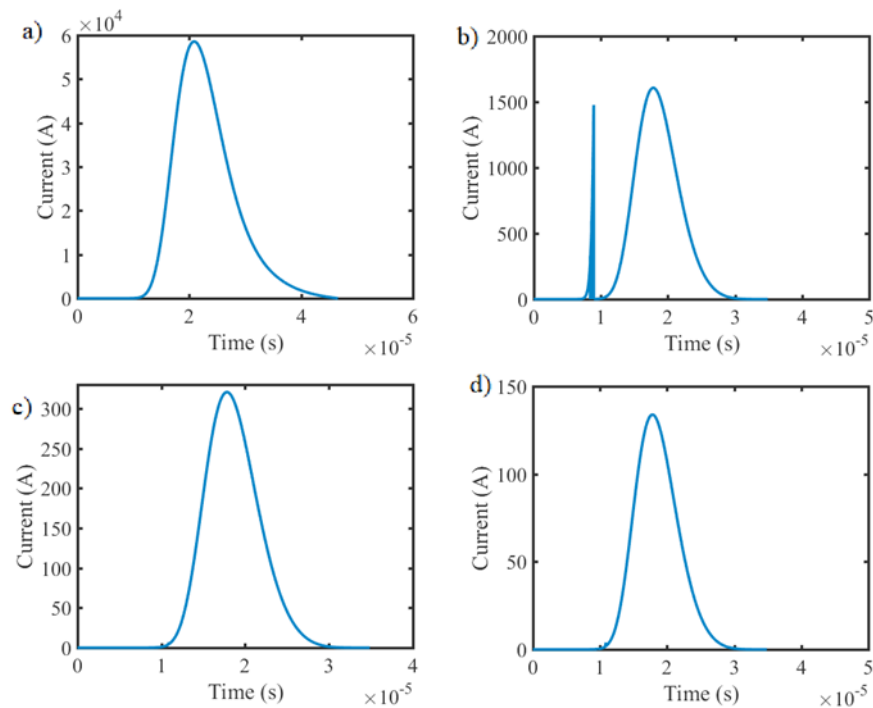 a)
×10⁴
6
5
4
3
2
1
0
Current (A)
0 2 4 6
Time (s)
×10⁻⁵
b)
2000
1500
1000
500
0
Current (A)
0 1 2 3 4 5
Time (s)
×10⁻⁵
c)
300
250
200
150
100
50
0
Current (A)
0 1 2 3 4
Time (s)
×10⁻⁵
d)
150
100
50
0
Current (A)
0 1 2 3 4 5
Time (s)
×10⁻⁵